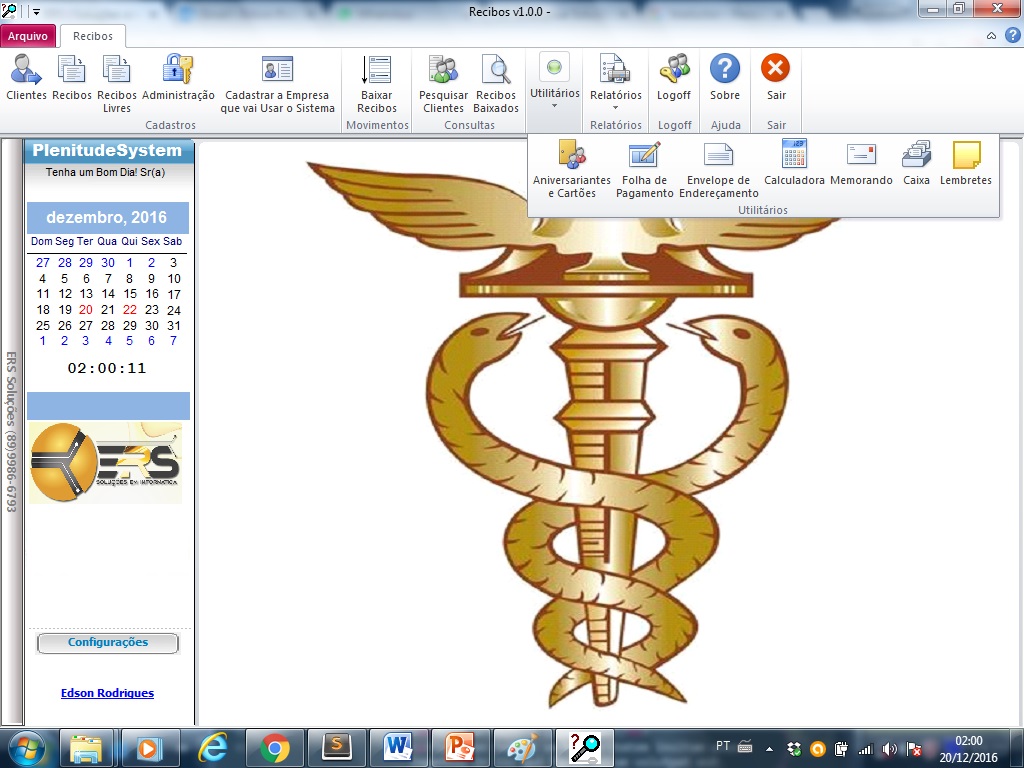 Recibos v1.0.0 -
Arquivo
Recibos
Clientes
Recibos
Recibos
Livres
Administração
Cadastrar a Empresa
que vai Usar o Sistema
Cadastros
Baixar
Recibos
Movimentos
Pesquisar
Clientes
Recibos
Baixados
Consultas
Utilitários
Relatórios
Relatórios
Logoff
Logoff
Sobre
Ajuda
Sair
Sair
Aniversariantes
e Cartões
Folha de
Pagamento
Envelope de
Endereçamento
Calculadora
Memorando
Caixa
Lembretes
Utilitários
PlenitudeSystem
Tenha um Bom Dia! Sr(a)
dezembro, 2016
Dom Seg Ter Qua Qui Sex Sab
27 28 29 30 1 2 3
4 5 6 7 8 9 10
11 12 13 14 15 16 17
18 19 20 21 22 23 24
25 26 27 28 29 30 31
1 2 3 4 5 6 7
02:00:11
ERS Soluções (89)9986-6793
ERS
SOLUÇÕES EM INFORMÁTICA
Configurações
Edson Rodrigues
PT
02:00
20/12/2016